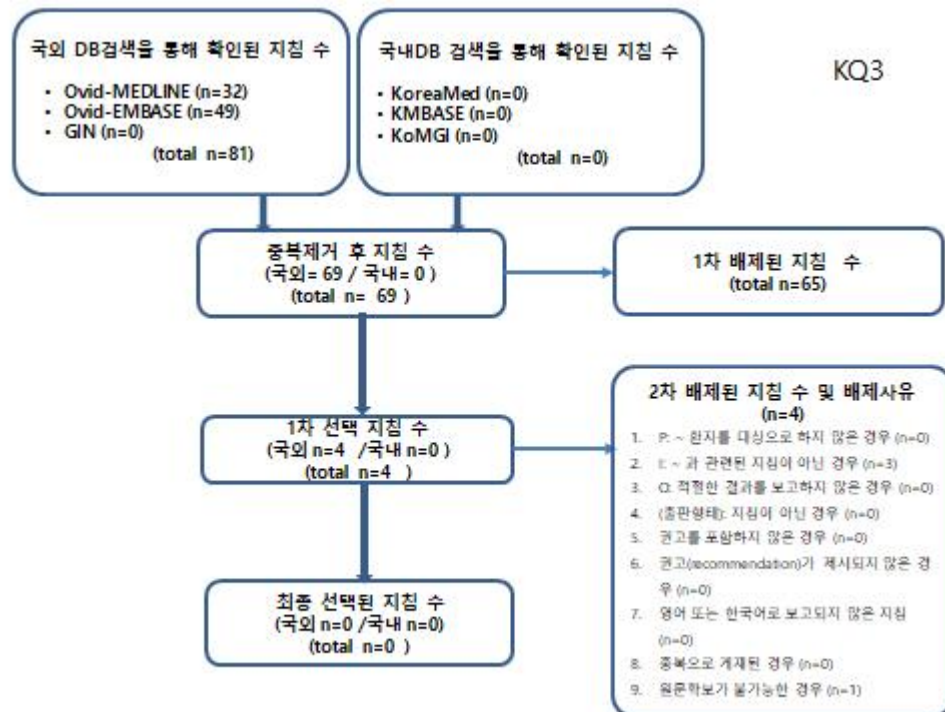 국외 DB검색을 통해 확인된 지침 수
• Ovid-MEDLINE (n=32)
• Ovid-EMBASE (n=49)
• GIN (n=0)
(total n=81)
국내DB 검색을 통해 확인된 지침 수
• KoreaMed (n=0)
• KMBASE (n=0)
• KoMGI (n=0)
(total n=0)
KQ3
중복제거 후 지침 수
(국외= 69 / 국내= 0 )
(total n= 69 )
1차 배제된 지침 수
(total n=65)
1차 선택 지침 수
(국외 n=4 /국내 n=0 )
(total n=4 )
2차 배제된 지침 수 및 배제사유
(n=4)
1. P: ~ 환자를 대상으로 하지 않은 경우 (n=0)
2. I: ~ 과 관련된 지침이 아닌 경우 (n=3)
3. O: 적절한 결과를 보고하지 않은 경우 (n=0)
4. (출판형태): 지침이 아닌 경우 (n=0)
5. 권고를 포함하지 않은 경우 (n=0)
6. 권고(recommendation)가 제시되지 않은 경
우 (n=0)
7. 영어 또는 한국어로 보고되지 않은 지침
(n=0)
8. 중복으로 게재된 경우 (n=0)
9. 원문확보가 불가능한 경우 (n=1)
최종 선택된 지침 수
(국외 n=0 /국내 n=0)
(total n=0 )